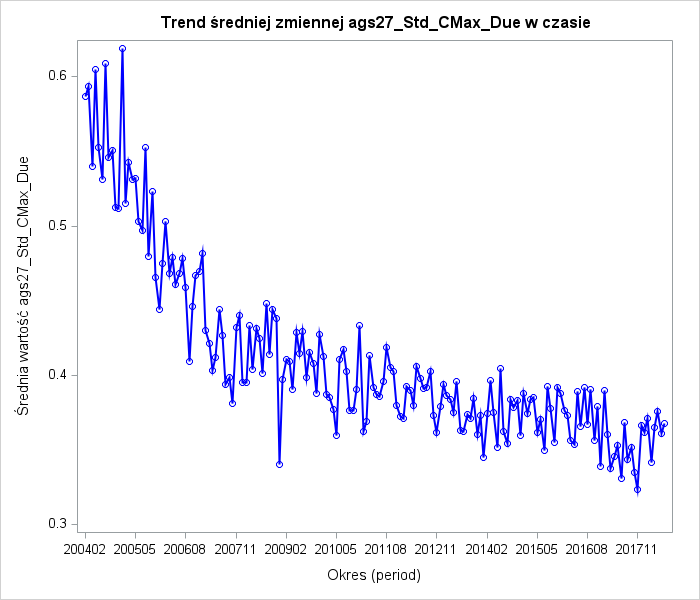 Trend średniej zmiennej ags27_Std_CMax_Due w czasie
Średnia wartość ags27_Std_CMax_Due
0.6
0.5
0.4
0.3
200402 200505 200608 200711 200902 201005 201108 201211 201402 201505 201608 201711
Okres (period)